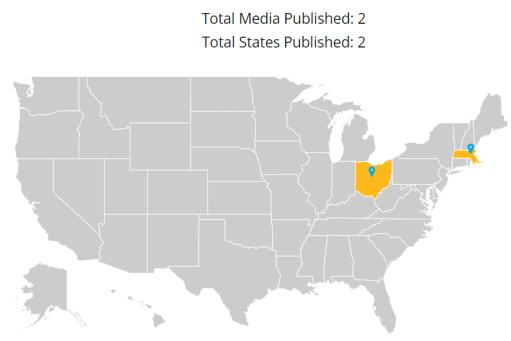 Total Media Published: 2
Total States Published: 2